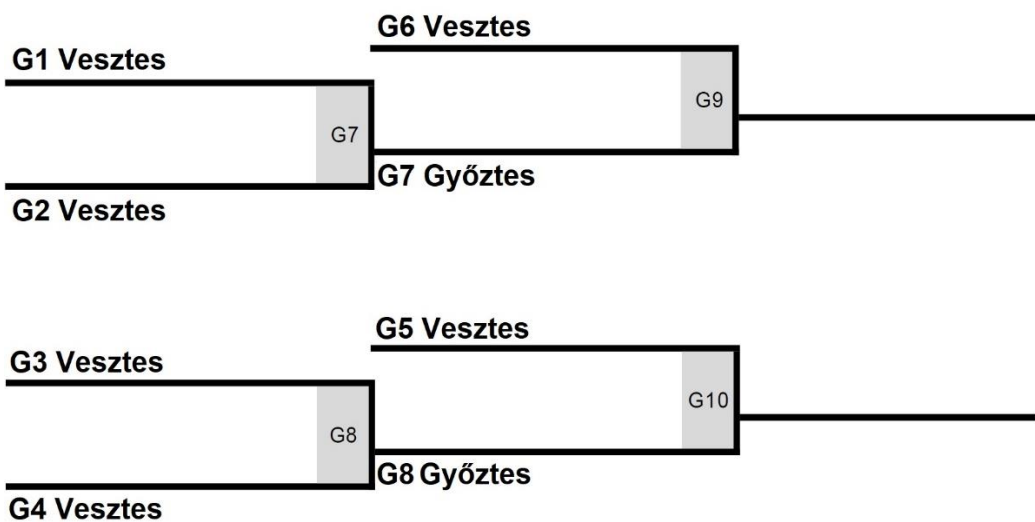 G6 Vesztes
G1 Vesztes
G9
G7
G7 Győztes
G2 Vesztes
G5 Vesztes
G3 Vesztes
G10
G8
G8 Győztes
G4 Vesztes